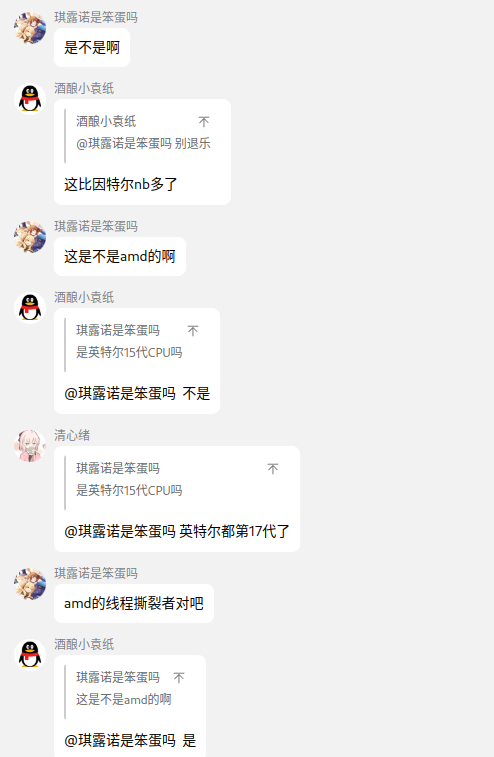 琪露诺是笨蛋吗
是不是啊
酒酿小袁纸
酒酿小袁纸
@琪露诺是笨蛋吗 别退乐
这比因特尔nb多了
琪露诺是笨蛋吗
这是不是amd的啊
酒酿小袁纸
琪露诺是笨蛋吗
是英特尔15代CPU吗
@琪露诺是笨蛋吗 不是
清心绪
琪露诺是笨蛋吗
是英特尔15代CPU吗
@琪露诺是笨蛋吗 英特尔都第17代了
琪露诺是笨蛋吗
amd的线程撕裂者对吧
酒酿小袁纸
琪露诺是笨蛋吗
这是不是amd的啊
@琪露诺是笨蛋吗 是